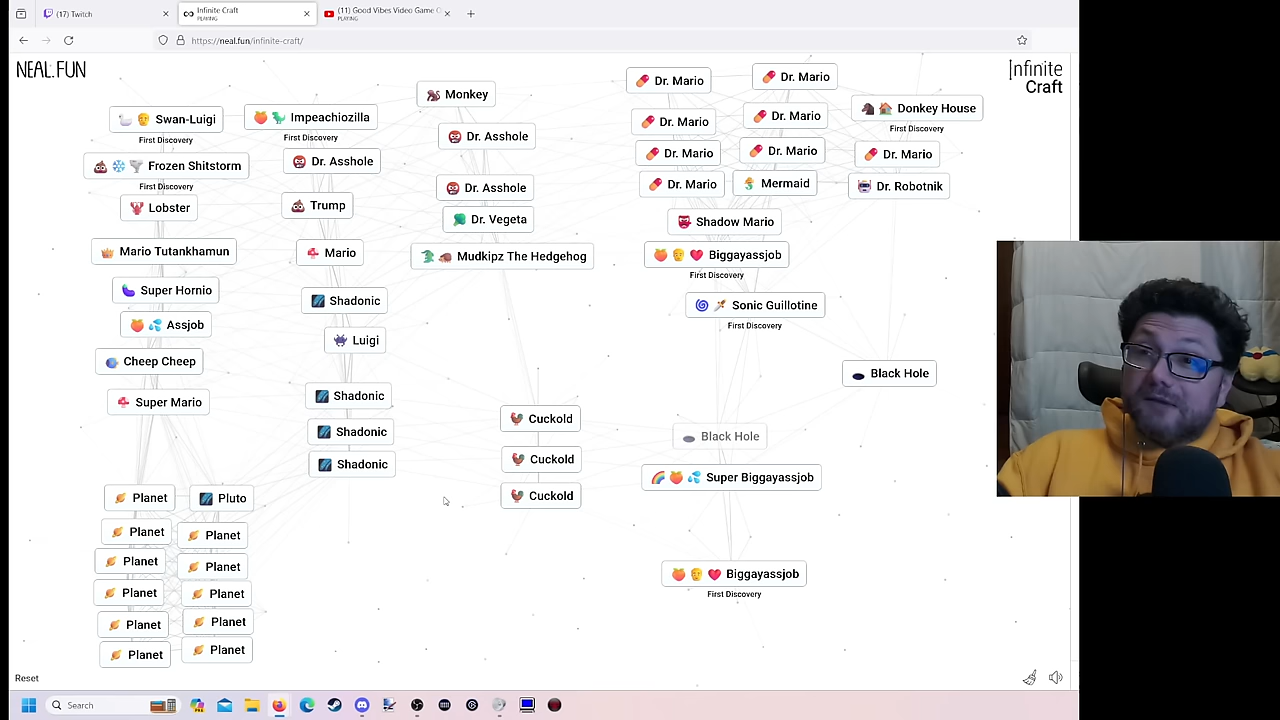 (17) Twitch
Infinite Craft
PLAYING
(11) Good Vibes Video Game
PLAYING
https://neal.fun/infinite-craft/
NEAL.FUN
Infinite
Craft
Swan-Luigi
First Discovery
Impeachiozilla
First Discovery
Frozen Shitstorm
First Discovery
Dr. Asshole
Lobster
Trump
Mario Tutankhamun
Mario
Super Hornio
Shadonic
Assjob
Luigi
Cheep Cheep
Super Mario
Shadonic
Shadonic
Shadonic
Monkey
Dr. Asshole
Dr. Asshole
Dr. Vegeta
Mudkipz The Hedgehog
Dr. Mario
Dr. Mario
Donkey House
First Discovery
Dr. Mario
Dr. Mario
Dr. Mario
Dr. Mario
Dr. Mario
Dr. Mario
Mermaid
Dr. Robotnik
Shadow Mario
Biggayassjob
First Discovery
Sonic Guillotine
First Discovery
Black Hole
Cuckold
Cuckold
Cuckold
Black Hole
Super Biggayassjob
Biggayassjob
First Discovery
Planet
Pluto
Planet
Planet
Planet
Planet
Planet
Planet
Planet
Planet
Planet
Planet
Reset
Search